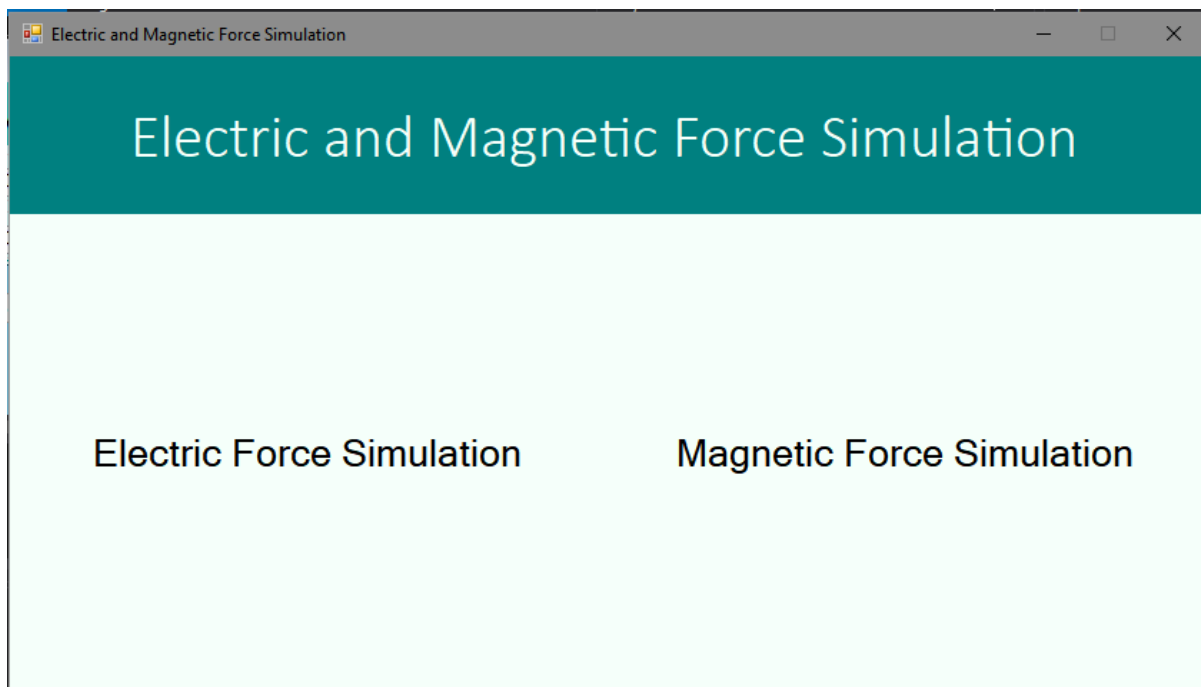 Electric and Magnetic Force Simulation
Electric and Magnetic Force Simulation
Electric Force Simulation
Magnetic Force Simulation